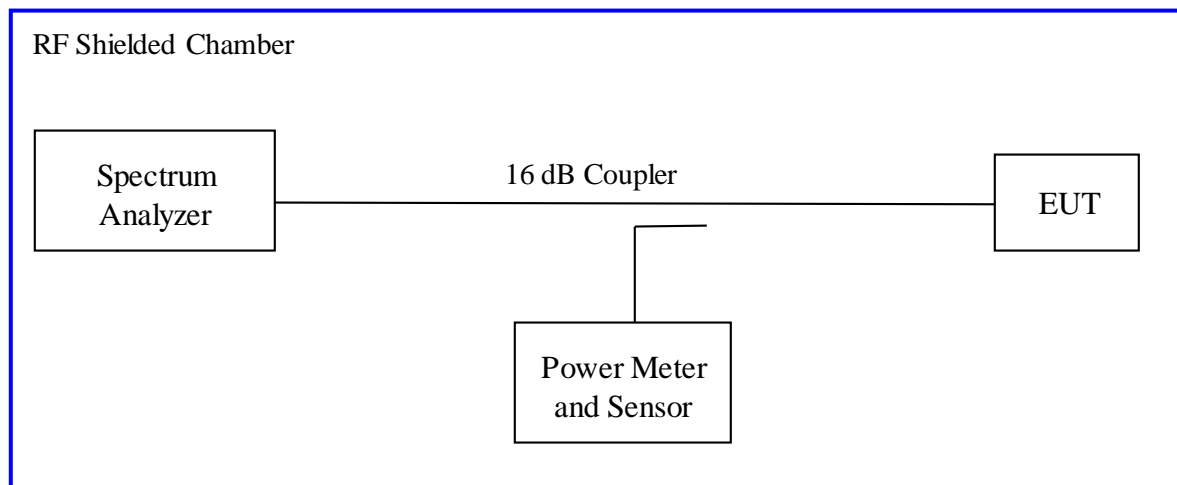 RF Shielded Chamber
16 dB Coupler
Spectrum
Analyzer
EUT
Power Meter
and Sensor